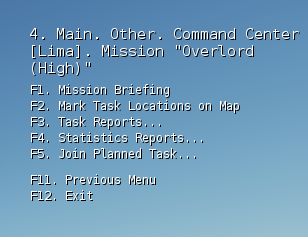 4. Main. Other. Command Center
[Lima]. Mission "Overlord
(High)"
F1. Mission Briefing
F2. Mark Task Locations on Map
F3. Task Reports...
F4. Statistics Reports...
F5. Join Planned Task...
F11. Previous Menu
F12. Exit